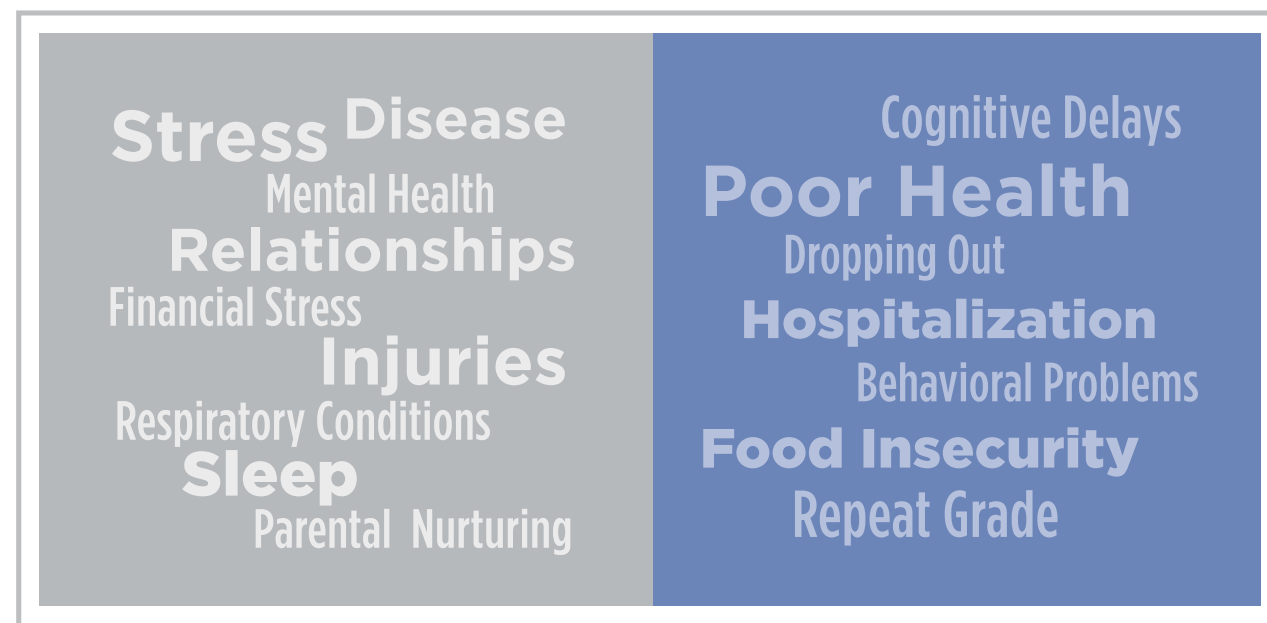 Stress Disease
Mental Health
Relationships
Financial Stress
Injuries
Respiratory Conditions
Sleep
Parental Nurturing
Cognitive Delays
Poor Health
Dropping Out
Hospitalization
Behavioral Problems
Food Insecurity
Repeat Grade